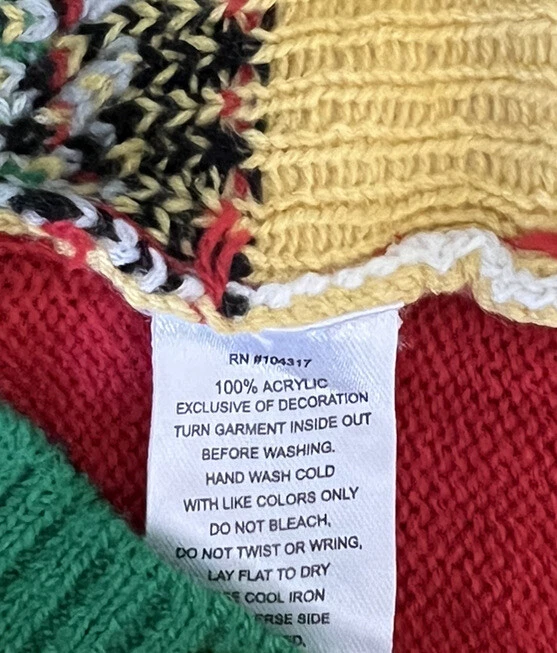 RN #104317
100% ACRYLIC
EXCLUSIVE OF DECORATION
TURN GARMENT INSIDE OUT
BEFORE WASHING.
HAND WASH COLD
WITH LIKE COLORS ONLY
DO NOT BLEACH,
DO NOT TWIST OR WRING,
LAY FLAT TO DRY
COOL IRON
SIDE